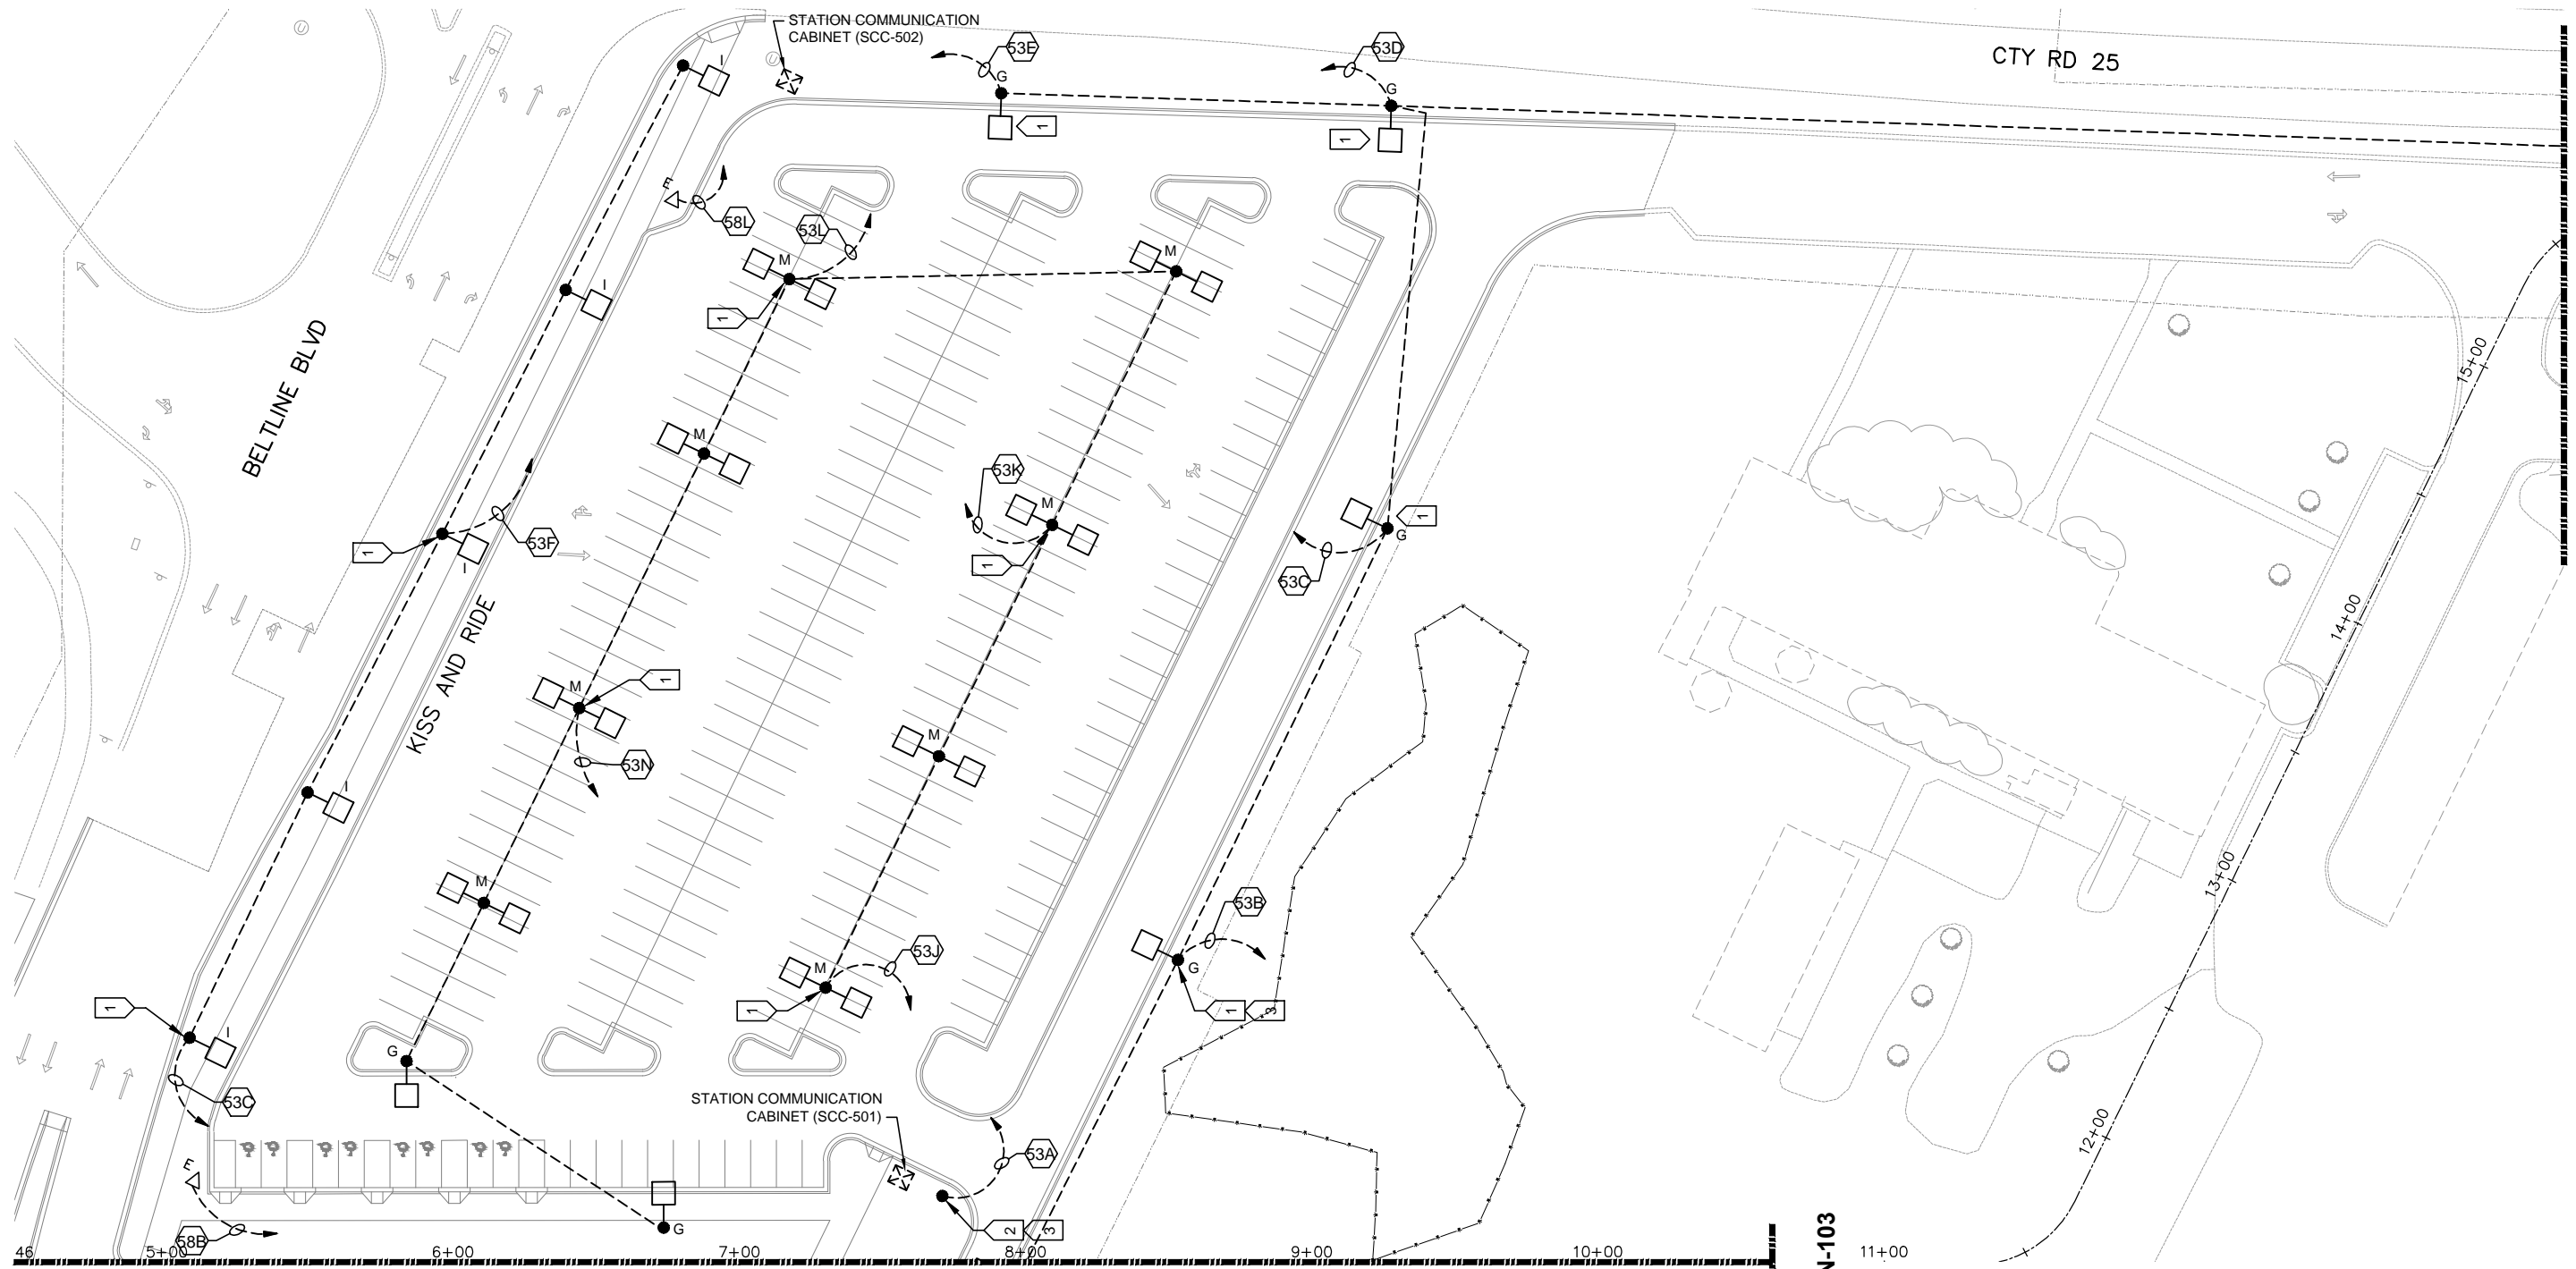 STATION COMMUNICATION
CABINET (SCC-502)
53E
53D
CTY RD 25
I
G
G
1
1
E
58L
53L
M
M
I
1
BELTLINE BLVD
15+00
M
53K
M
1
G
53F
1
I
1
53C
KISS AND RIDE
14+00
M
1
53N
M
I
13+00
M
53B
53J
M
1
G
1
3
1
I
G
53C
STATION COMMUNICATION
CABINET (SCC-501)
12+00
53A
E
2
3
G
58B
46
5+00
6+00
7+00
8+00
9+00
10+00
11+00
N-103